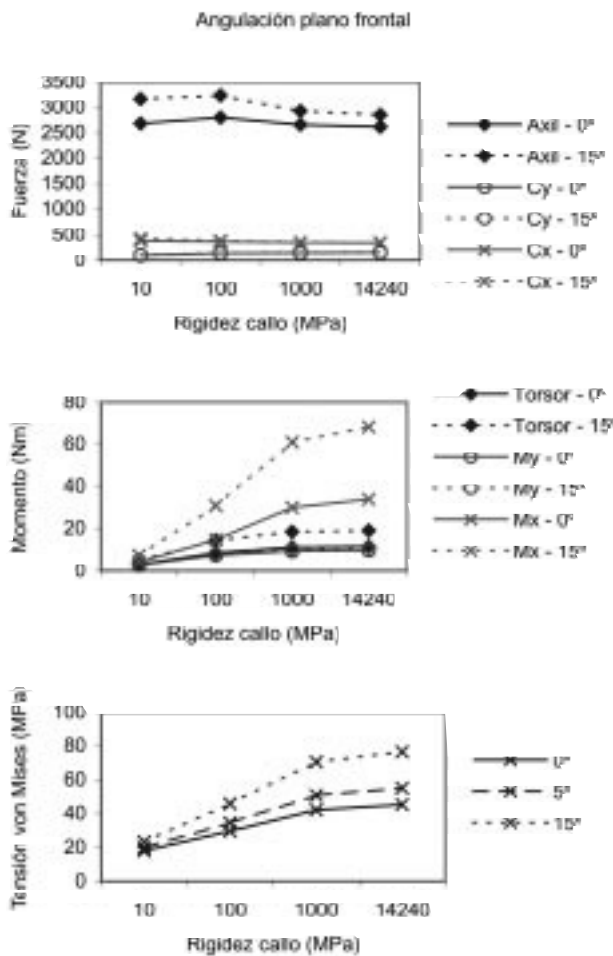 Angulación plano frontal
Fuerza (N)
3500
3000
2500
2000
1500
1000
500
0
10 100 1000 14240
Rigidez callo (MPa)
Axil - 0º
Axil - 15º
Cy - 0º
Cy - 15º
Cx - 0º
Cx - 15º
Momento (Nm)
80
60
40
20
0
10 100 1000 14240
Rigidez callo (MPa)
Torsor - 0º
Torsor - 15º
My - 0º
My - 15º
Mx - 0º
Mx - 15º
Tensión von Mises (MPa)
100
80
60
40
20
0
10 100 1000 14240
Rigidez callo (MPa)
0º
5º
15º